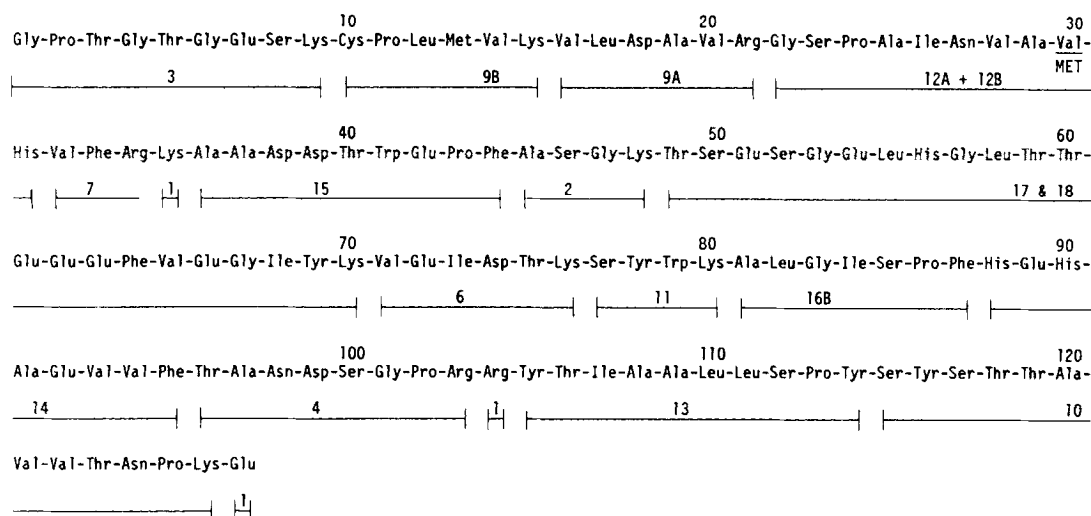 10 20 30
Gly-Pro-Thr-Gly-Thr-Gly-Glu-Ser-Lys-Cys-Pro-Leu-Met-Val-Lys-Val-Leu-Asp-Ala-Val-Arg-Gly-Ser-Pro-Ala-Ile-Asn-Val-Ala-Val-
MET
3 9B 9A 12A + 12B
40 50 60
His-Val-Phe-Arg-Lys-Ala-Ala-Asp-Asp-Thr-Trp-Glu-Pro-Phe-Ala-Ser-Gly-Lys-Thr-Ser-Glu-Ser-Gly-Glu-Leu-His-Gly-Leu-Thr-Thr-
7 1 15 2 17 & 18
70 80 90
Glu-Glu-Glu-Phe-Val-Glu-Gly-Ile-Tyr-Lys-Val-Glu-Ile-Asp-Thr-Lys-Ser-Tyr-Trp-Lys-Ala-Leu-Gly-Ile-Ser-Pro-Phe-His-Glu-His-
6 11 16B
100 110 120
Ala-Glu-Val-Val-Phe-Thr-Ala-Asn-Asp-Ser-Gly-Pro-Arg-Arg-Tyr-Thr-Ile-Ala-Ala-Leu-Leu-Ser-Pro-Tyr-Ser-Tyr-Ser-Thr-Thr-Ala-
14 4 1 13 10
Val-Val-Thr-Asn-Pro-Lys-Glu
1